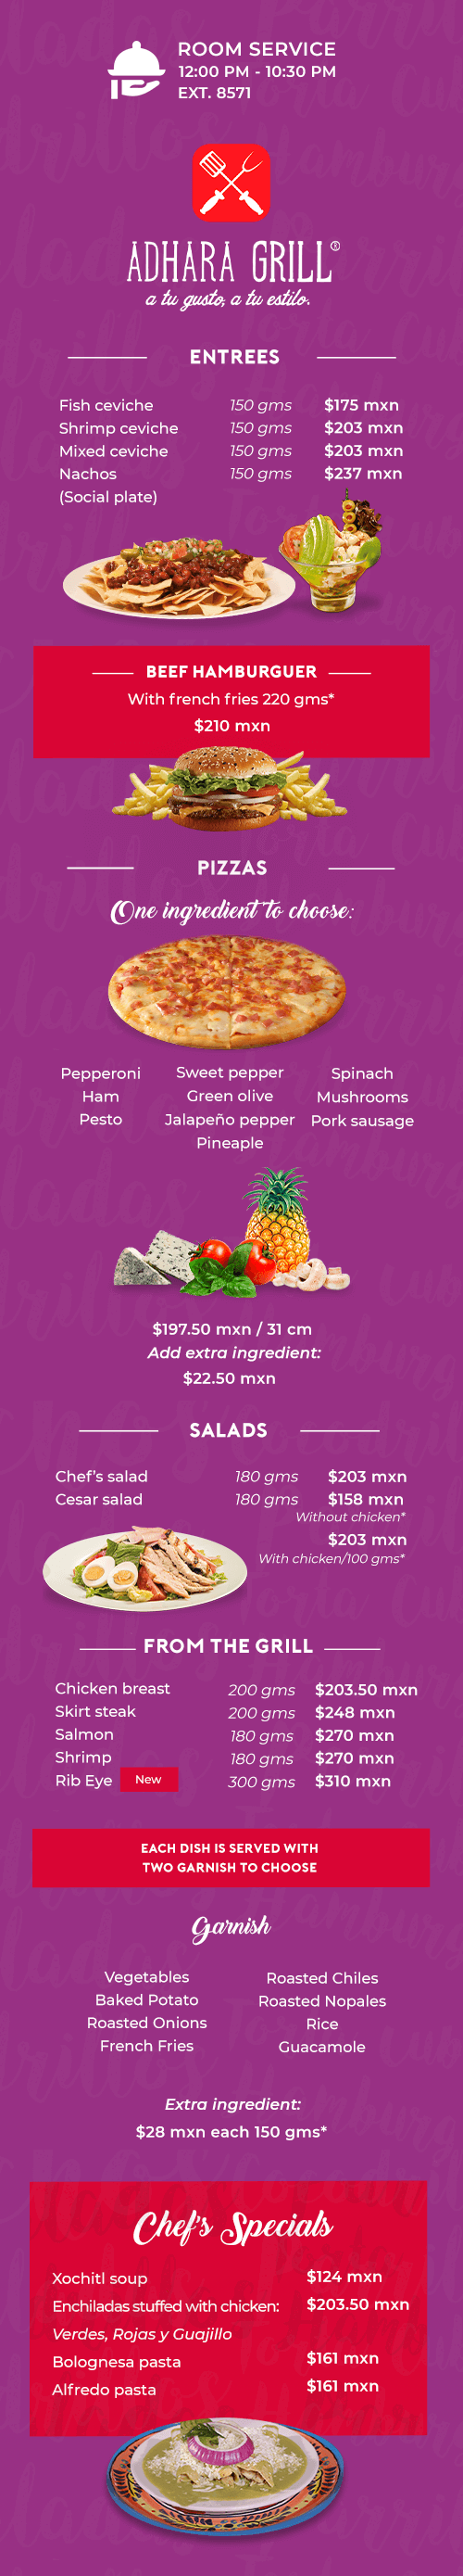 ROOM SERVICE
12:00 PM - 10:30 PM
EXT. 8571
ADHARA GRILL
a tu gusto, a tu estilo.
ENTREES
Fish ceviche 150 gms $175 mxn
Shrimp ceviche 150 gms $203 mxn
Mixed ceviche 150 gms $203 mxn
Nachos 150 gms $237 mxn
(Social plate)
BEEF HAMBURGUER
With french fries 220 gms*
$210 mxn
PIZZAS
One ingredient to choose:
Pepperoni Sweet pepper Spinach
Ham Green olive Mushrooms
Pesto Jalapeño pepper Pork sausage
Pineaple
$197.50 mxn / 31 cm
Add extra ingredient:
$22.50 mxn
SALADS
Chef's salad 180 gms $203 mxn
Cesar salad 180 gms $158 mxn
Without chicken*
$203 mxn
With chicken/100 gms*
FROM THE GRILL
Chicken breast 200 gms $203.50 mxn
Skirt steak 200 gms $248 mxn
Salmon 180 gms $270 mxn
Shrimp 180 gms $270 mxn
Rib Eye New 300 gms $310 mxn
EACH DISH IS SERVED WITH
TWO GARNISH TO CHOOSE
Garnish
Vegetables Roasted Chiles
Baked Potato Roasted Nopales
Roasted Onions Rice
French Fries Guacamole
Extra ingredient:
$28 mxn each 150 gms*
Chef's Specials
Xochitl soup $124 mxn
Enchiladas stuffed with chicken: $203.50 mxn
Verdes, Rojas y Guajillo
Bolognesa pasta $161 mxn
Alfredo pasta $161 mxn